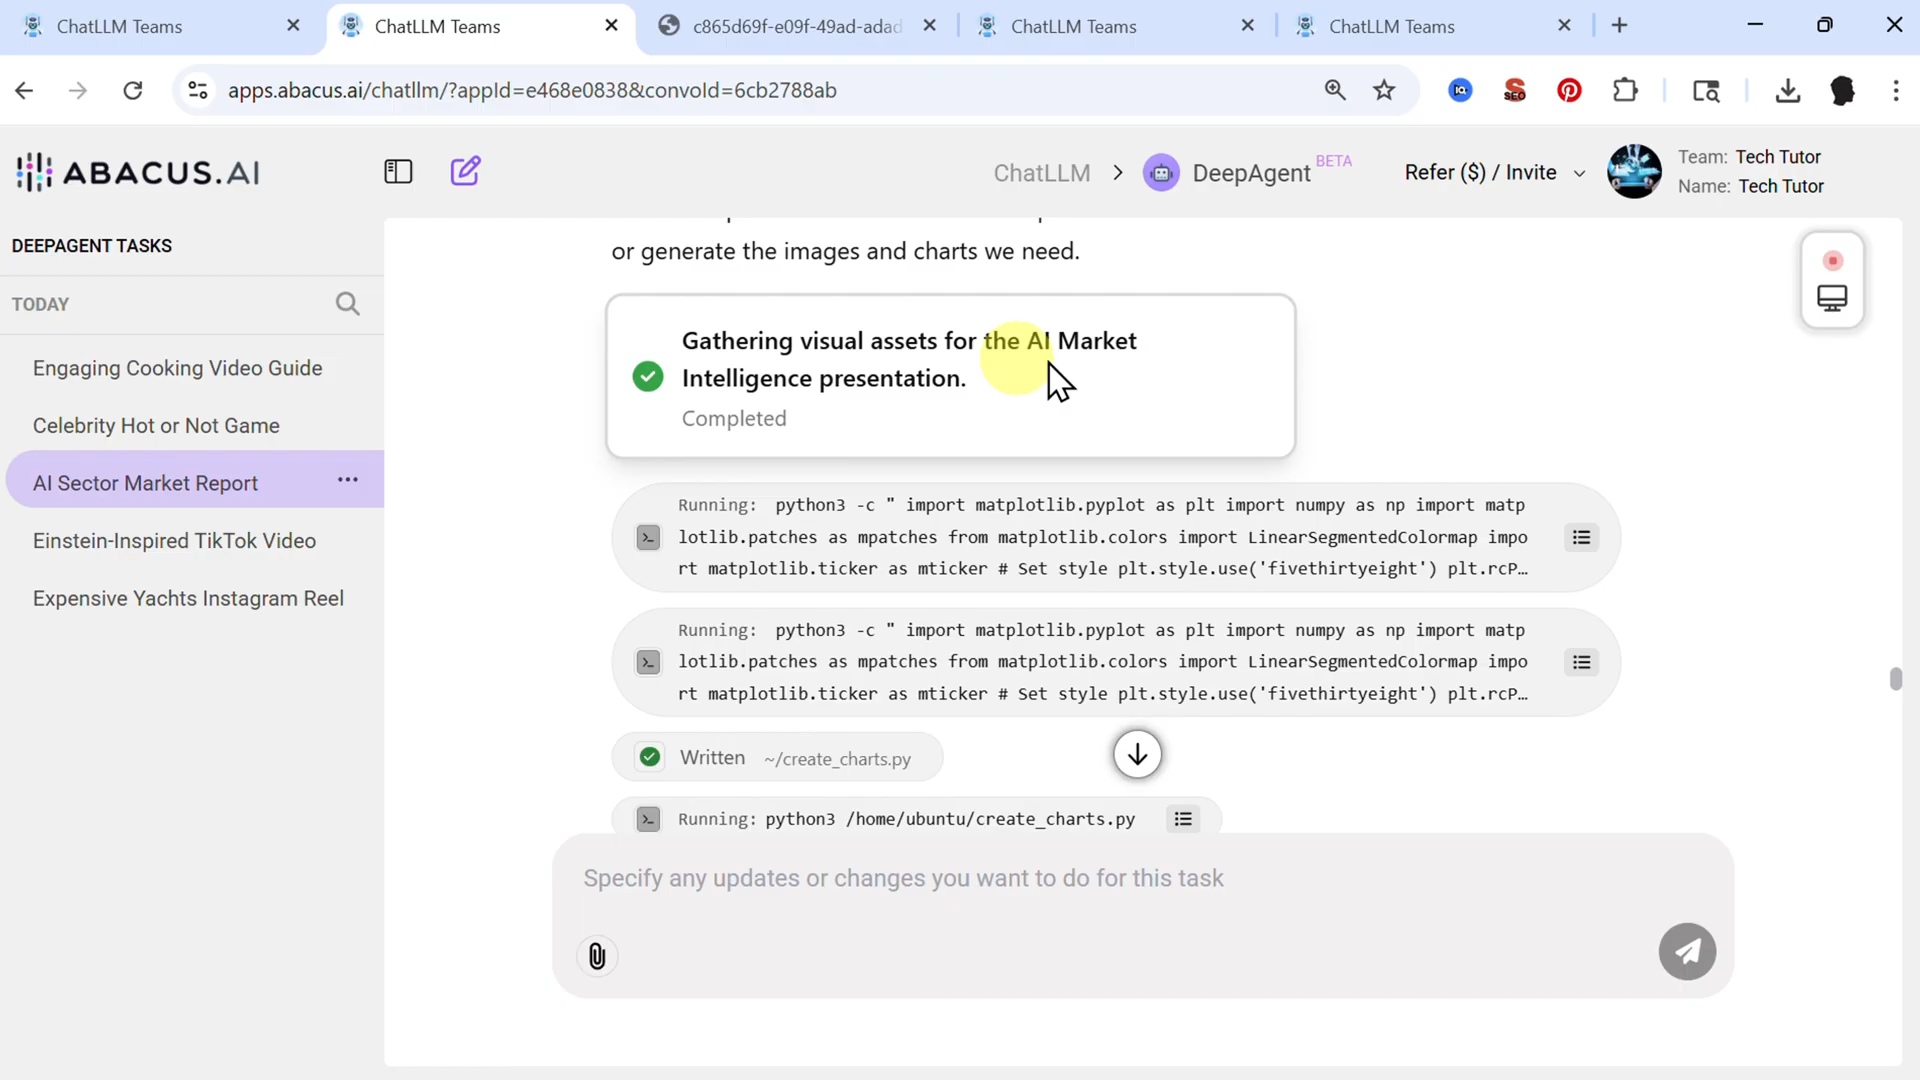 ChatLLM Teams
ChatLLM Teams
c865d69f-e09f-49ad-adad
ChatLLM Teams
ChatLLM Teams
apps.abacus.ai/chatllm/?appId=e468e0838&convoId=6cb2788ab
SEO
ABACUS.AI
ChatLLM > DeepAgent BETA
Refer ($) / Invite
Team: Tech Tutor
Name: Tech Tutor
DEEPAGENT TASKS
TODAY
Engaging Cooking Video Guide
Celebrity Hot or Not Game
AI Sector Market Report
Einstein-Inspired TikTok Video
Expensive Yachts Instagram Reel
or generate the images and charts we need.
Gathering visual assets for the AI Market
Intelligence presentation.
Completed
Running: python3 -c " import matplotlib.pyplot as plt import numpy as np import matp
lotlib.patches as mpatches from matplotlib.colors import LinearSegmentedColormap impo
rt matplotlib.ticker as mticker # Set style plt.style.use('fivethirtyeight') plt.rcP…
Running: python3 -c " import matplotlib.pyplot as plt import numpy as np import matp
lotlib.patches as mpatches from matplotlib.colors import LinearSegmentedColormap impo
rt matplotlib.ticker as mticker # Set style plt.style.use('fivethirtyeight') plt.rcP…
Written ~/create_charts.py
Running: python3 /home/ubuntu/create_charts.py
Specify any updates or changes you want to do for this task